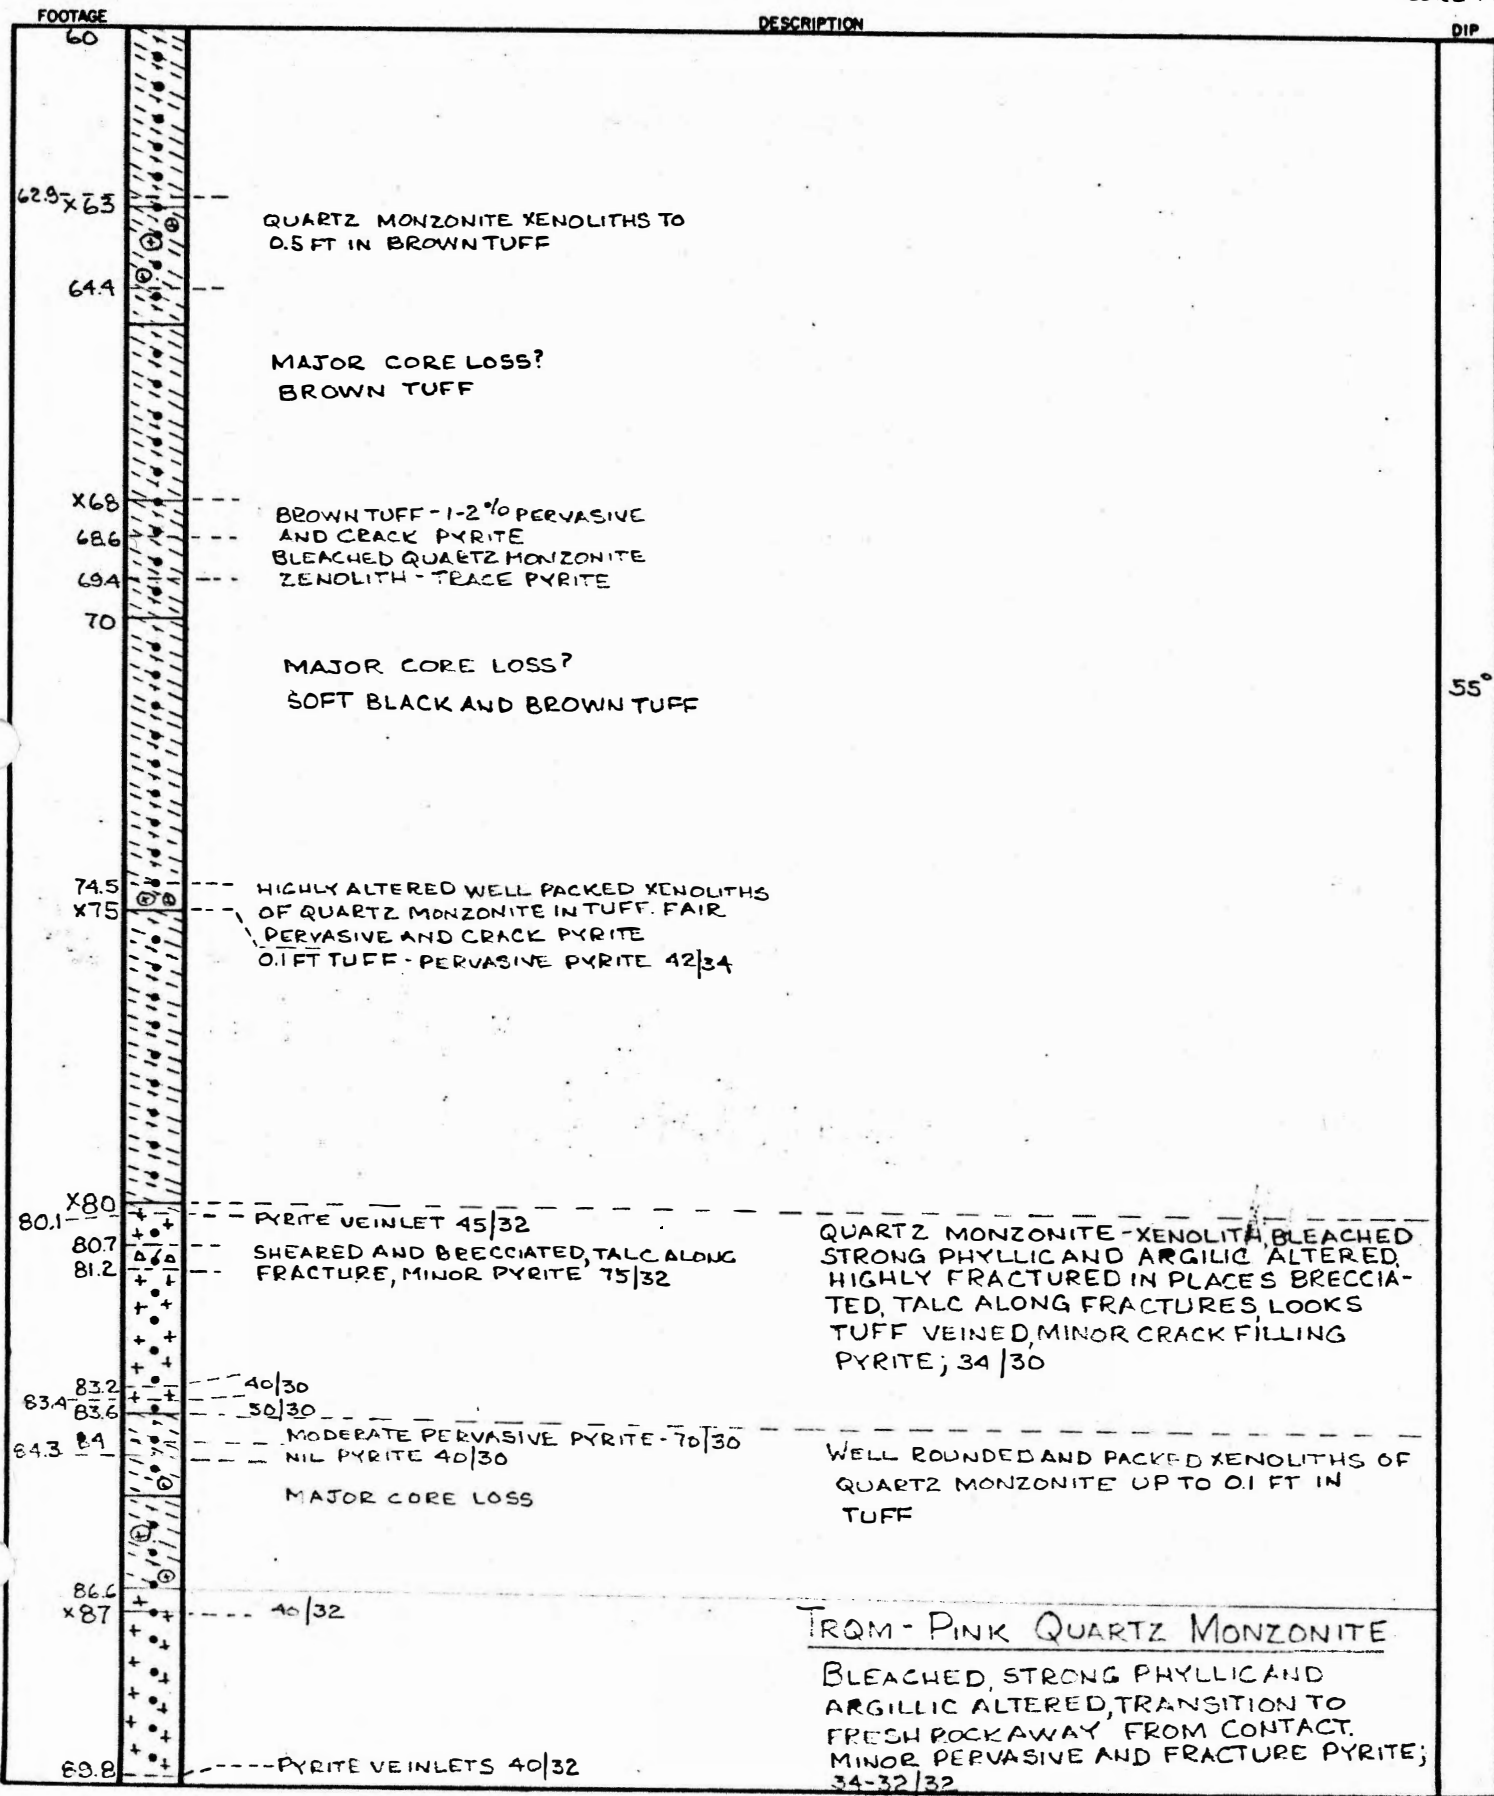 FOOTAGE
DESCRIPTION
DIP
60
62.9
x63
QUARTZ MONZONITE XENOLITHS TO
0.5 FT IN BROWN TUFF
64.4
MAJOR CORE LOSS?
BROWN TUFF
x68
BROWN TUFF - 1-2% PERVASIVE
68.6
AND CRACK PYRITE
BLEACHED QUARTZ MONZONITE
69.4
ZENOLITH - TRACE PYRITE
70
MAJOR CORE LOSS?
SOFT BLACK AND BROWN TUFF
55°
74.5
HIGHLY ALTERED WELL PACKED XENOLITHS
x75
OF QUARTZ MONZONITE IN TUFF. FAIR
PERVASIVE AND CRACK PYRITE
0.1 FT TUFF - PERVASIVE PYRITE 42/34
x80
80.1
PYRITE VEINLET 45/32
80.7
SHEARED AND BRECCIATED, TALC ALONG
81.2
FRACTURE, MINOR PYRITE 75/32
QUARTZ MONZONITE - XENOLITH, BLEACHED
STRONG PHYLLIC AND ARGILIC ALTERED,
HIGHLY FRACTURED IN PLACES BRECCIA-
TED, TALC ALONG FRACTURES, LOOKS
TUFF VEINED, MINOR CRACK FILLING
PYRITE; 34/30
83.2
40/30
83.4
50/30
83.6
84
MODERATE PERVASIVE PYRITE - 70/30
84.3
NIL PYRITE 40/30
MAJOR CORE LOSS
WELL ROUNDED AND PACKED XENOLITHS OF
QUARTZ MONZONITE UP TO 0.1 FT IN
TUFF
86.6
x87
40/32
TRQM - PINK QUARTZ MONZONITE
BLEACHED, STRONG PHYLLIC AND
ARGILLIC ALTERED, TRANSITION TO
FRESH ROCK AWAY FROM CONTACT.
MINOR PERVASIVE AND FRACTURE PYRITE;
34-32/32
89.8
PYRITE VEINLETS 40/32